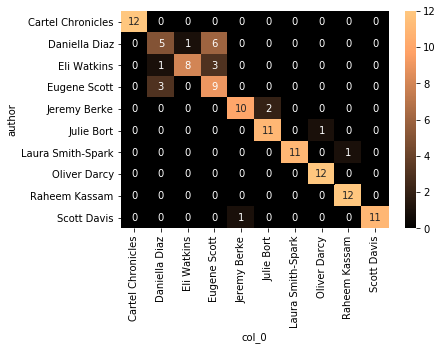 author
Cartel Chronicles 12 0 0 0 0 0 0 0 0 0
Daniella Diaz 0 5 1 6 0 0 0 0 0 0
Eli Watkins 0 1 8 3 0 0 0 0 0 0
Eugene Scott 0 3 0 9 0 0 0 0 0 0
Jeremy Berke 0 0 0 0 10 2 0 0 0 0
Julie Bort 0 0 0 0 0 11 0 1 0 0
Laura Smith-Spark 0 0 0 0 0 0 11 0 1 0
Oliver Darcy 0 0 0 0 0 0 0 12 0 0
Raheem Kassam 0 0 0 0 0 0 0 0 12 0
Scott Davis 0 0 0 0 1 0 0 0 0 11
Cartel Chronicles
Daniella Diaz
Eli Watkins
Eugene Scott
Jeremy Berke
Julie Bort
Laura Smith-Spark
Oliver Darcy
Raheem Kassam
Scott Davis
col_0
12
10
8
6
4
2
0